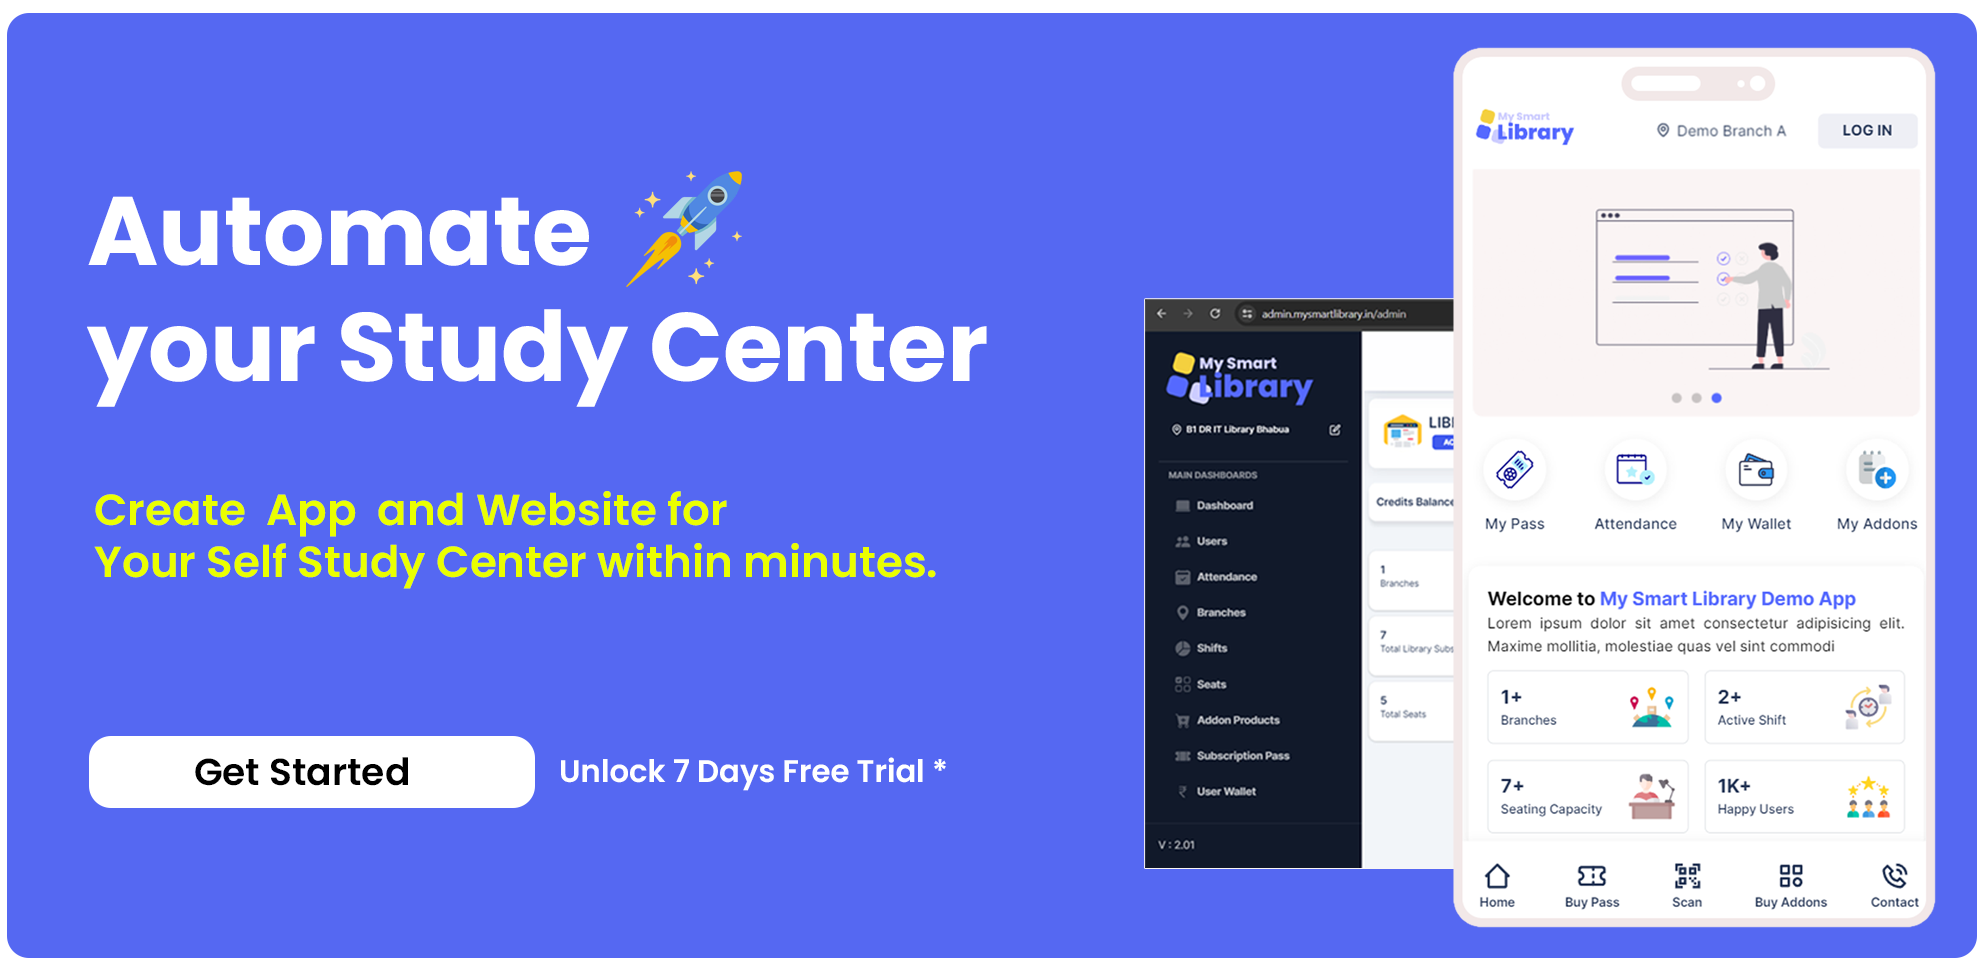 Automate
your Study Center
Create App and Website for
Your Self Study Center within minutes.
Get Started
Unlock 7 Days Free Trial *
admin.mysmartlibrary.in/admin
My Smart
Library
B1 DR IT Library Bhabua
MAIN DASHBOARDS
Dashboard
Users
Attendance
Branches
Shifts
Seats
Addon Products
Subscription Pass
User Wallet
V : 2.01
Credits Balance
1
Branches
7
Total Library
5
Total Seats
My Smart
Library
Demo Branch A
LOG IN
My Pass
Attendance
My Wallet
My Addons
Welcome to My Smart Library Demo App
Lorem ipsum dolor sit amet consectetur adipisicing elit.
Maxime mollitia, molestiae quas vel sint commodi
1+
Branches
2+
Active Shift
7+
Seating Capacity
1K+
Happy Users
Home
Buy Pass
Scan
Buy Addons
Contact